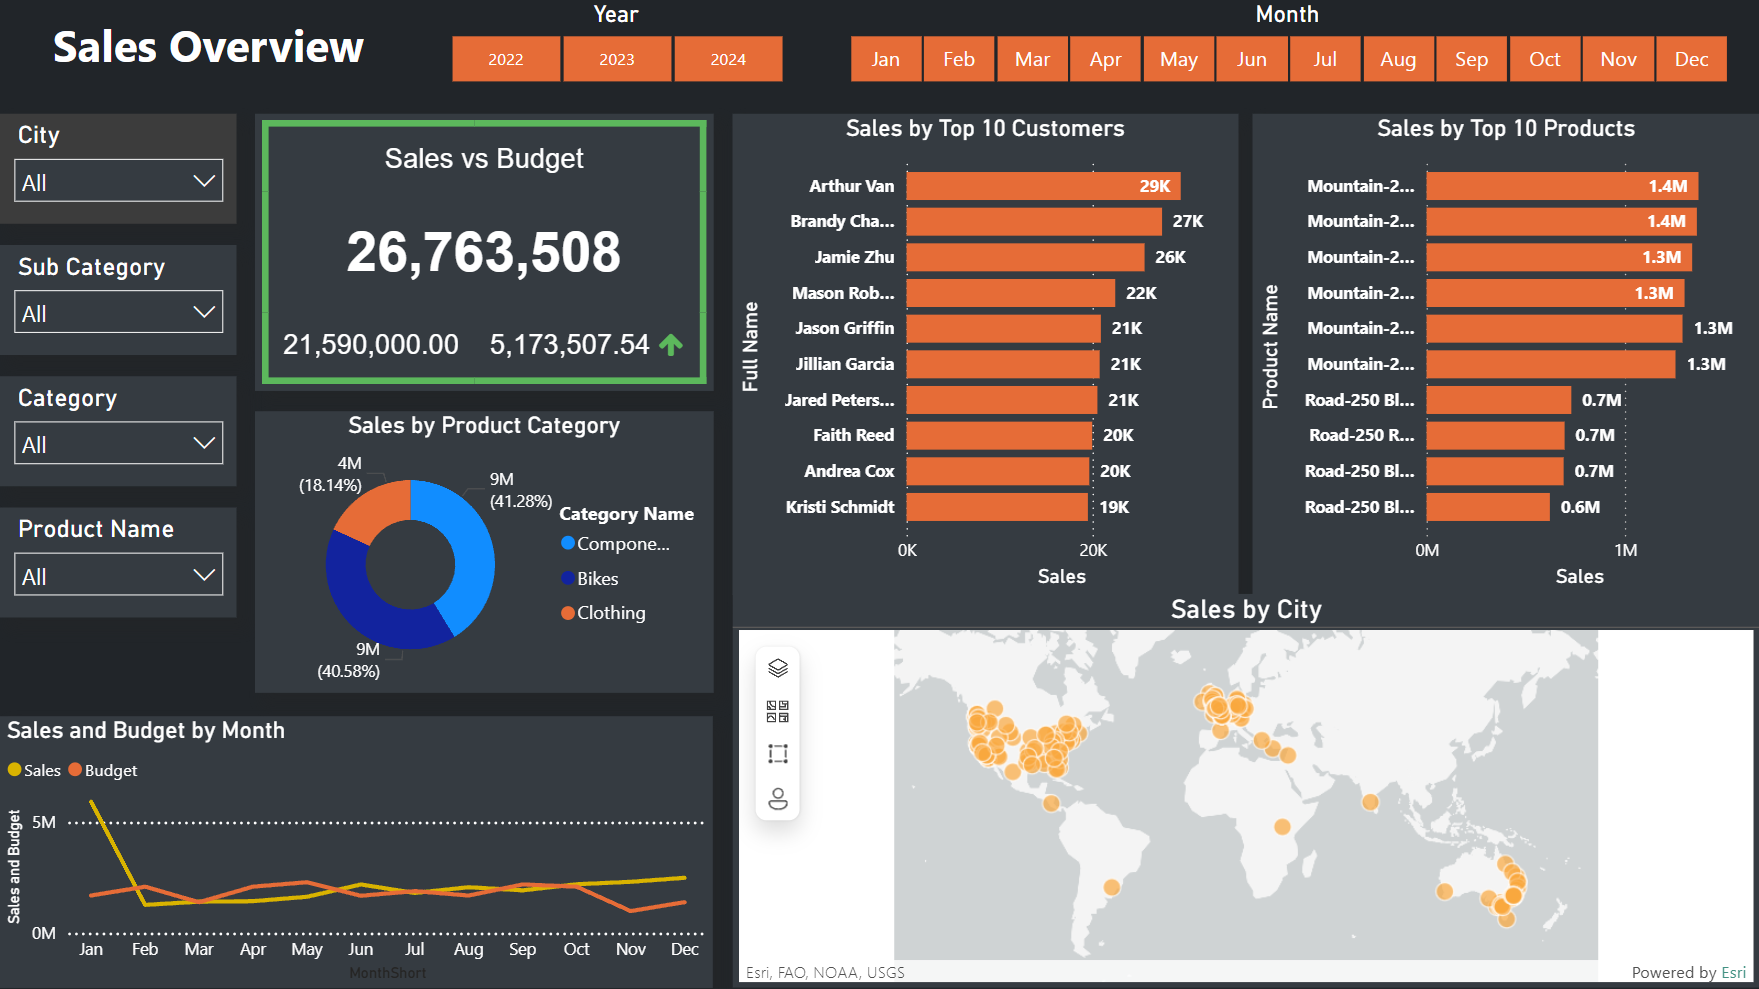 Sales Overview
Year
2022 2023 2024
Month
Jan Feb Mar Apr May Jun Jul Aug Sep Oct Nov Dec
City
All
Sub Category
All
Category
All
Product Name
All
Sales vs Budget
26,763,508
21,590,000.00 5,173,507.54
Sales by Product Category
4M
(18.14%)
9M
(41.28%)
9M
(40.58%)
Category Name
Compone...
Bikes
Clothing
Sales and Budget by Month
Sales Budget
Sales and Budget
5M
0M
Jan Feb Mar Apr May Jun Jul Aug Sep Oct Nov Dec
MonthShort
Sales by Top 10 Customers
Full Name
Arthur Van 29K
Brandy Cha... 27K
Jamie Zhu 26K
Mason Rob... 22K
Jason Griffin 21K
Jillian Garcia 21K
Jared Peters... 21K
Faith Reed 20K
Andrea Cox 20K
Kristi Schmidt 19K
0K 20K
Sales
Sales by Top 10 Products
Product Name
Mountain-2... 1.4M
Mountain-2... 1.4M
Mountain-2... 1.3M
Mountain-2... 1.3M
Mountain-2... 1.3M
Mountain-2... 1.3M
Road-250 Bl... 0.7M
Road-250 R... 0.7M
Road-250 Bl... 0.7M
Road-250 Bl... 0.6M
0M 1M
Sales
Sales by City
Esri, FAO, NOAA, USGS
Powered by Esri